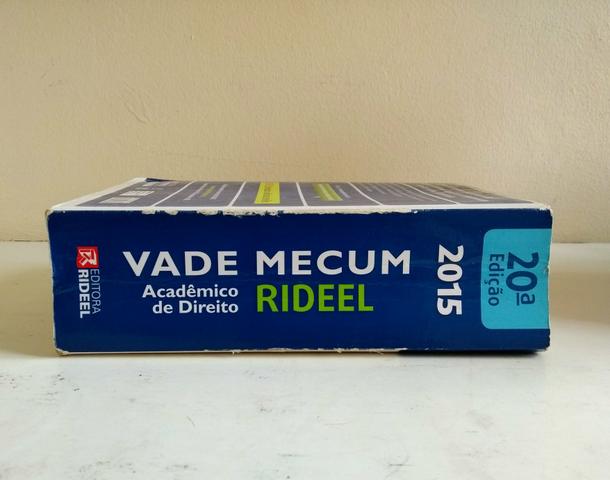 EDITORA
RIDEEL
VADE MECUM
Acadêmico
de Direito
RIDEEL
2015
20ª
Edição